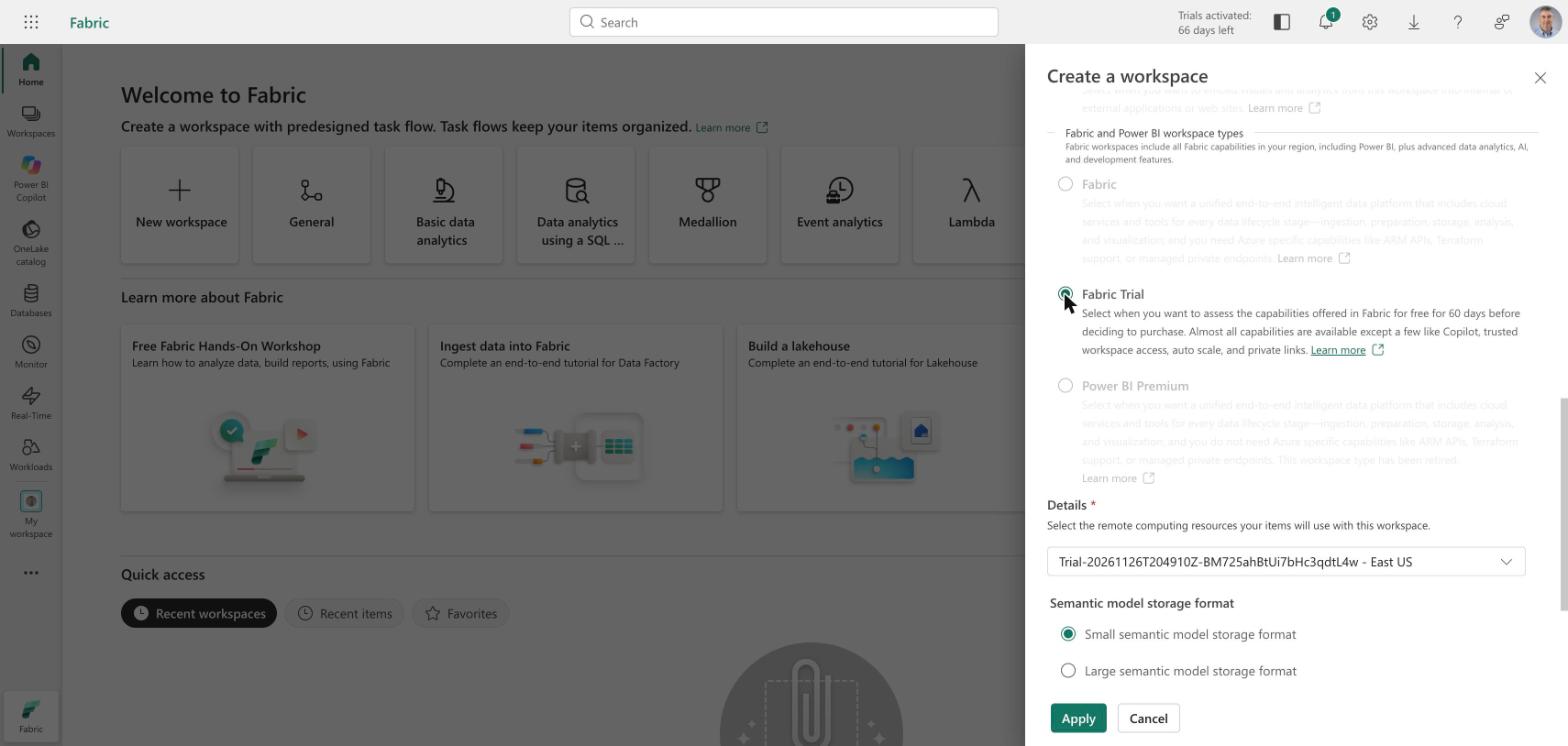 Fabric
Search
Trials activated:
66 days left
1
Home
Workspaces
Power BI
Copilot
OneLake
catalog
Databases
Monitor
Real-Time
Workloads
My
workspace
Fabric
Welcome to Fabric
Create a workspace with predesigned task flow. Task flows keep your items organized. Learn more
New workspace
General
Basic data
analytics
Data analytics
using a SQL ...
Medallion
Event analytics
Lambda
Learn more about Fabric
Free Fabric Hands-On Workshop
Learn how to analyze data, build reports, using Fabric
Ingest data into Fabric
Complete an end-to-end tutorial for Data Factory
Build a lakehouse
Complete an end-to-end tutorial for Lakehouse
Quick access
Recent workspaces
Recent items
Favorites
Create a workspace
external applications or web sites. Learn more
Fabric and Power BI workspace types
Fabric workspaces include all Fabric capabilities in your region, including Power BI, plus advanced data analytics, AI,
and development features.
Fabric
Select when you want a unified end-to-end intelligent data platform that includes cloud
services and tools for every data lifecycle stage—ingestion, preparation, storage, analysis,
and visualization; and you need Azure specific capabilities like ARM APIs, Terraform
support, or managed private endpoints. Learn more
Fabric Trial
Select when you want to assess the capabilities offered in Fabric for free for 60 days before
deciding to purchase. Almost all capabilities are available except a few like Copilot, trusted
workspace access, auto scale, and private links. Learn more
Power BI Premium
Select when you want a unified end-to-end intelligent data platform that includes cloud
services and tools for every data lifecycle stage—ingestion, preparation, storage, analysis,
and visualization; and you do not need Azure specific capabilities like ARM APIs, Terraform
support, or managed private endpoints. This workspace type has been retired.
Learn more
Details *
Select the remote computing resources your items will use with this workspace.
Trial-20261126T204910Z-BM725ahBtUi7bHc3qdtL4w - East US
Semantic model storage format
Small semantic model storage format
Large semantic model storage format
Apply
Cancel